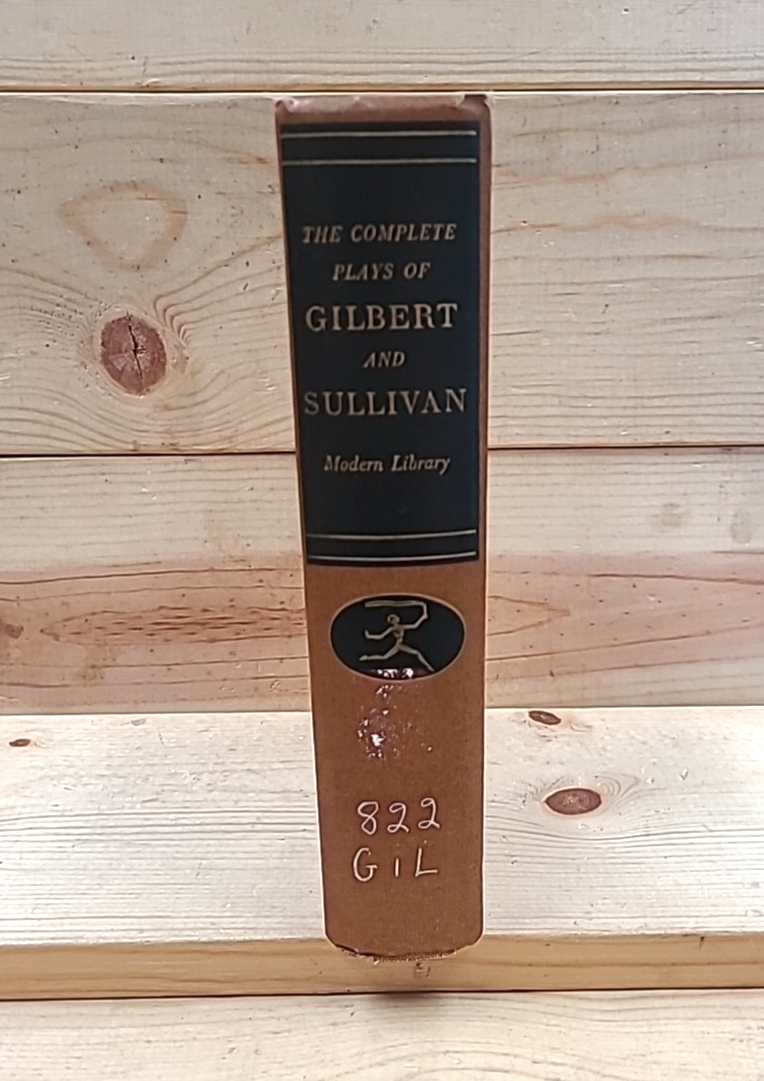 THE COMPLETE
PLAYS OF
GILBERT
AND
SULLIVAN
Modern Library
822
GIL